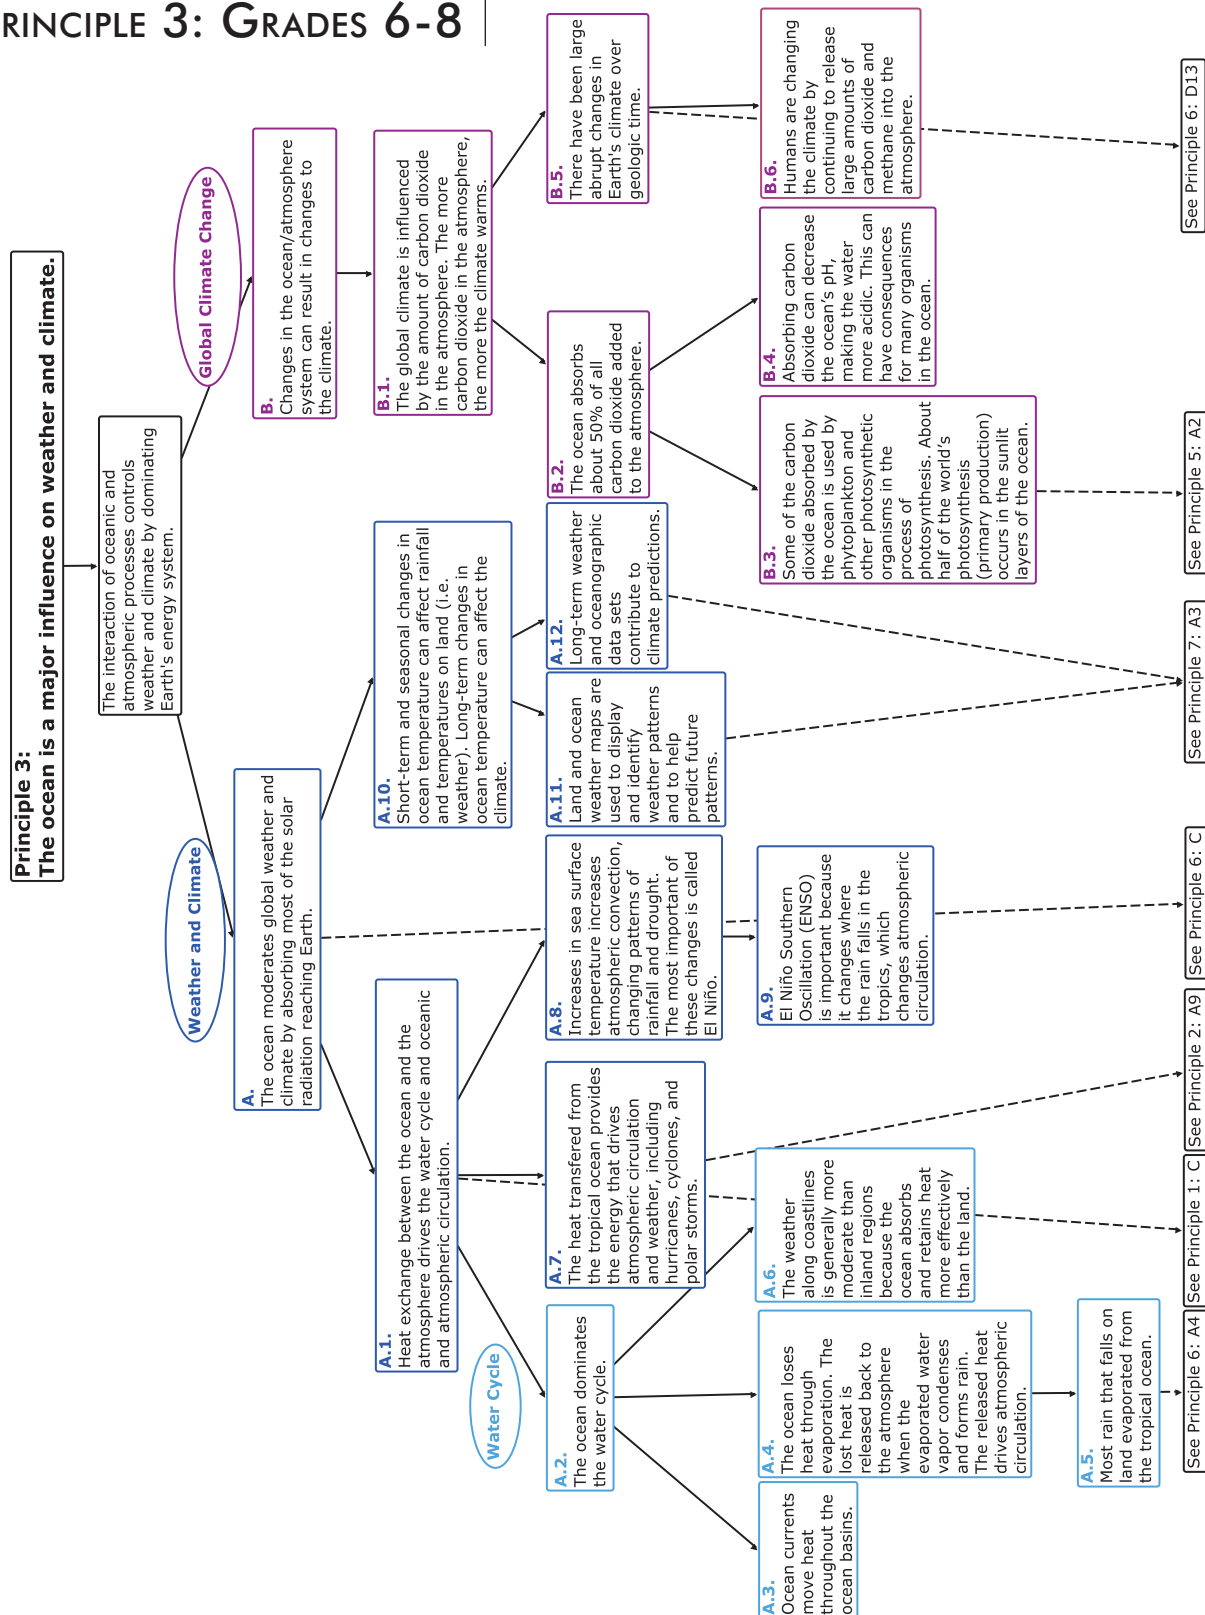 RINCIPLE 3: GRADES 6-8
Principle 3:
The ocean is a major influence on weather and climate.
The interaction of oceanic and
atmospheric processes controls
weather and climate by dominating
Earth's energy system.
Weather and Climate
A.
The ocean moderates global weather and
climate by absorbing most of the solar
radiation reaching Earth.
A.1.
Heat exchange between the ocean and the
atmosphere drives the water cycle and oceanic
and atmospheric circulation.
Water Cycle
A.2.
The ocean dominates
the water cycle.
A.3.
Ocean currents
move heat
throughout the
ocean basins.
A.4.
The ocean loses
heat through
evaporation. The
lost heat is
released back to
the atmosphere
when the
evaporated water
vapor condenses
and forms rain.
The released heat
drives atmospheric
circulation.
A.5.
Most rain that falls on
land evaporated from
the tropical ocean.
A.6.
The weather
along coastlines
is generally more
moderate than
inland regions
because the
ocean absorbs
and retains heat
more effectively
than the land.
A.7.
The heat transfered from
the tropical ocean provides
the energy that drives
atmospheric circulation
and weather, including
hurricanes, cyclones, and
polar storms.
A.8.
Increases in sea surface
temperature increases
atmospheric convection,
changing patterns of
rainfall and drought.
The most important of
these changes is called
El Niño.
A.9.
El Niño Southern
Oscillation (ENSO)
is important because
it changes where
the rain falls in the
tropics, which
changes atmospheric
circulation.
A.10.
Short-term and seasonal changes in
ocean temperature can affect rainfall
and temperatures on land (i.e.
weather). Long-term changes in
ocean temperature can affect the
climate.
A.11.
Land and ocean
weather maps are
used to display
and identify
weather patterns
and to help
predict future
patterns.
A.12.
Long-term weather
and oceanographic
data sets
contribute to
climate predictions.
Global Climate Change
B.
Changes in the ocean/atmosphere
system can result in changes to
the climate.
B.1.
The global climate is influenced
by the amount of carbon dioxide
in the atmosphere. The more
carbon dioxide in the atmosphere,
the more the climate warms.
B.2.
The ocean absorbs
about 50% of all
carbon dioxide added
to the atmosphere.
B.3.
Some of the carbon
dioxide absorbed by
the ocean is used by
phytoplankton and
other photosynthetic
organisms in the
process of
photosynthesis. About
half of the world's
photosynthesis
(primary production)
occurs in the sunlit
layers of the ocean.
B.4.
Absorbing carbon
dioxide can decrease
the ocean's pH,
making the water
more acidic. This can
have consequences
for many organisms
in the ocean.
B.5.
There have been large
abrupt changes in
Earth's climate over
geologic time.
B.6.
Humans are changing
the climate by
continuing to release
large amounts of
carbon dioxide and
methane into the
atmosphere.
See Principle 6: A4
See Principle 1: C
See Principle 2: A9
See Principle 6: C
See Principle 7: A3
See Principle 5: A2
See Principle 6: D13